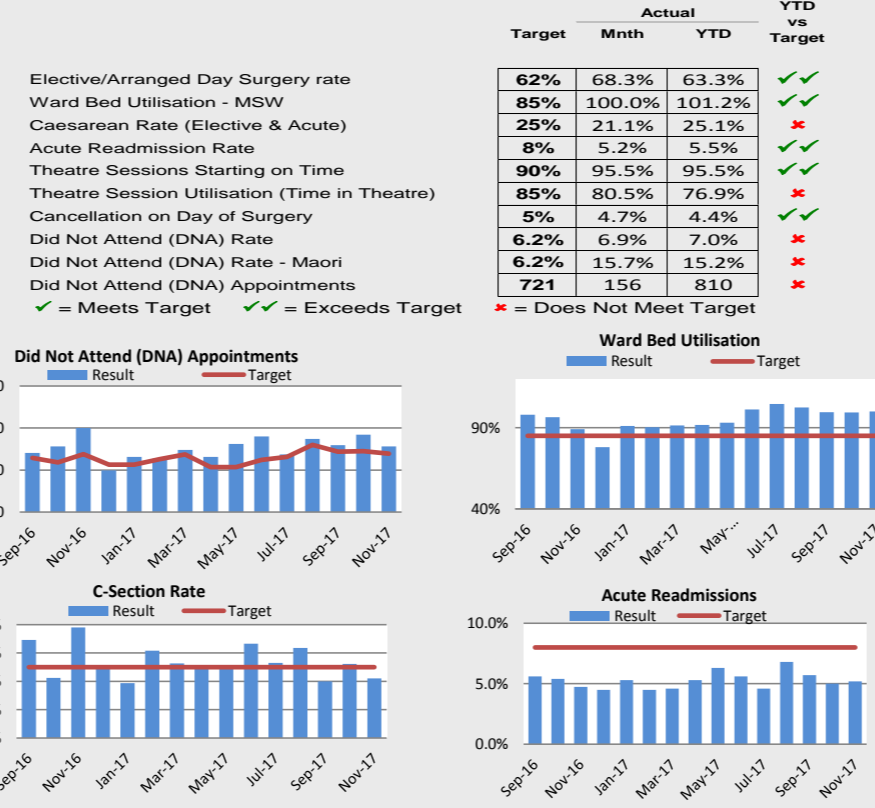 Actual
YTD
vs
Target
Target Mnth YTD
Elective/Arranged Day Surgery rate 62% 68.3% 63.3% ✓✓
Ward Bed Utilisation - MSW 85% 100.0% 101.2% ✓✓
Caesarean Rate (Elective & Acute) 25% 21.1% 25.1% ✖
Acute Readmission Rate 8% 5.2% 5.5% ✓✓
Theatre Sessions Starting on Time 90% 95.5% 95.5% ✓✓
Theatre Session Utilisation (Time in Theatre) 85% 80.5% 76.9% ✖
Cancellation on Day of Surgery 5% 4.7% 4.4% ✓✓
Did Not Attend (DNA) Rate 6.2% 6.9% 7.0% ✖
Did Not Attend (DNA) Rate - Maori 6.2% 15.7% 15.2% ✖
Did Not Attend (DNA) Appointments 721 156 810 ✖
✓ = Meets Target ✓✓ = Exceeds Target ✖ = Does Not Meet Target
Did Not Attend (DNA) Appointments
Result Target
0
0
0
0
Sep-16 Nov-16 Jan-17 Mar-17 May-17 Jul-17 Sep-17 Nov-17
Ward Bed Utilisation
Result Target
90%
40%
Sep-16 Nov-16 Jan-17 Mar-17 May-... Jul-17 Sep-17 Nov-17
C-Section Rate
Result Target
%
%
%
%
%
Sep-16 Nov-16 Jan-17 Mar-17 May-17 Jul-17 Sep-17 Nov-17
Acute Readmissions
Result Target
10.0%
5.0%
0.0%
Sep-16 Nov-16 Jan-17 Mar-17 May-17 Jul-17 Sep-17 Nov-17